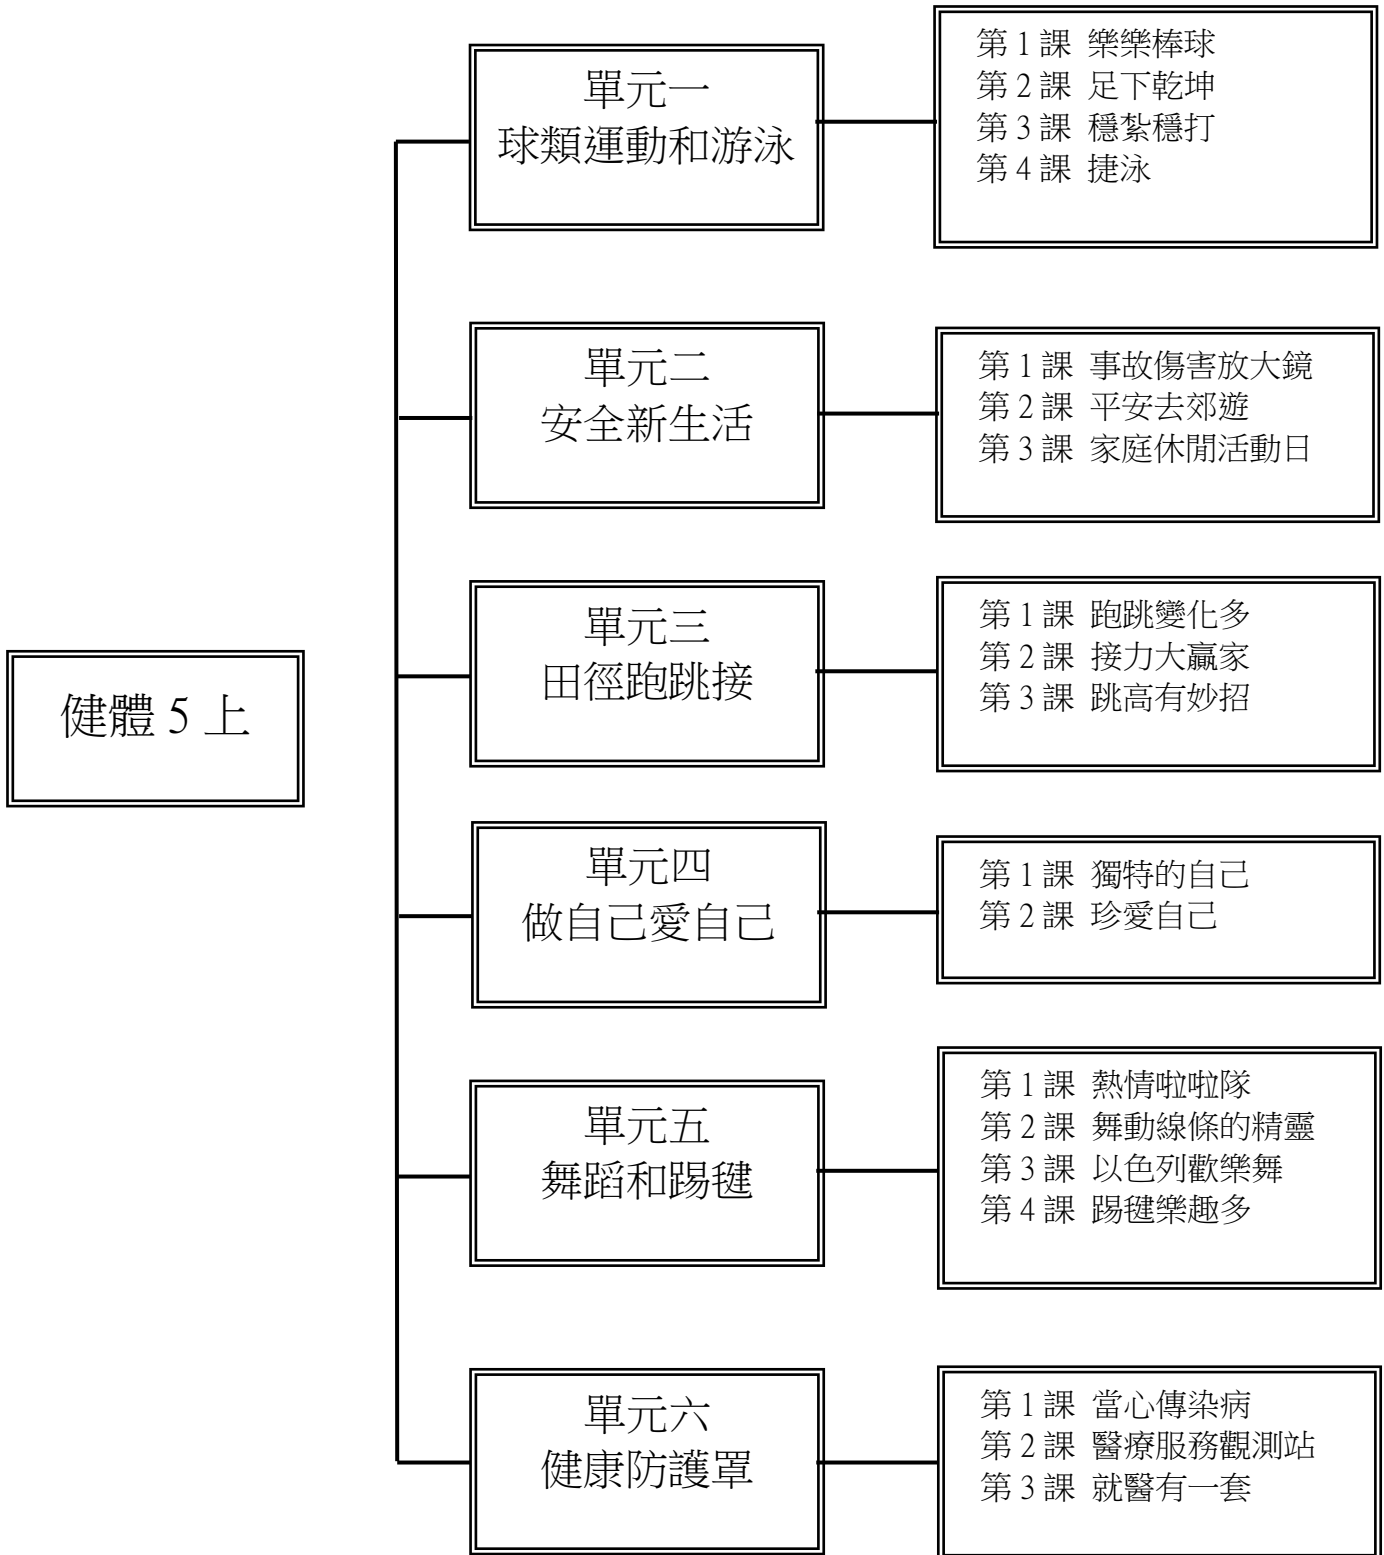 健體 5 上
單元一
球類運動和游泳
第 1 課 樂樂棒球
第 2 課 足下乾坤
第 3 課 穩紮穩打
第 4 課 捷泳
單元二
安全新生活
第 1 課 事故傷害放大鏡
第 2 課 平安去郊遊
第 3 課 家庭休閒活動日
單元三
田徑跑跳接
第 1 課 跑跳變化多
第 2 課 接力大贏家
第 3 課 跳高有妙招
單元四
做自己愛自己
第 1 課 獨特的自己
第 2 課 珍愛自己
單元五
舞蹈和踢毽
第 1 課 熱情啦啦隊
第 2 課 舞動線條的精靈
第 3 課 以色列歡樂舞
第 4 課 踢毽樂趣多
單元六
健康防護罩
第 1 課 當心傳染病
第 2 課 醫療服務觀測站
第 3 課 就醫有一套